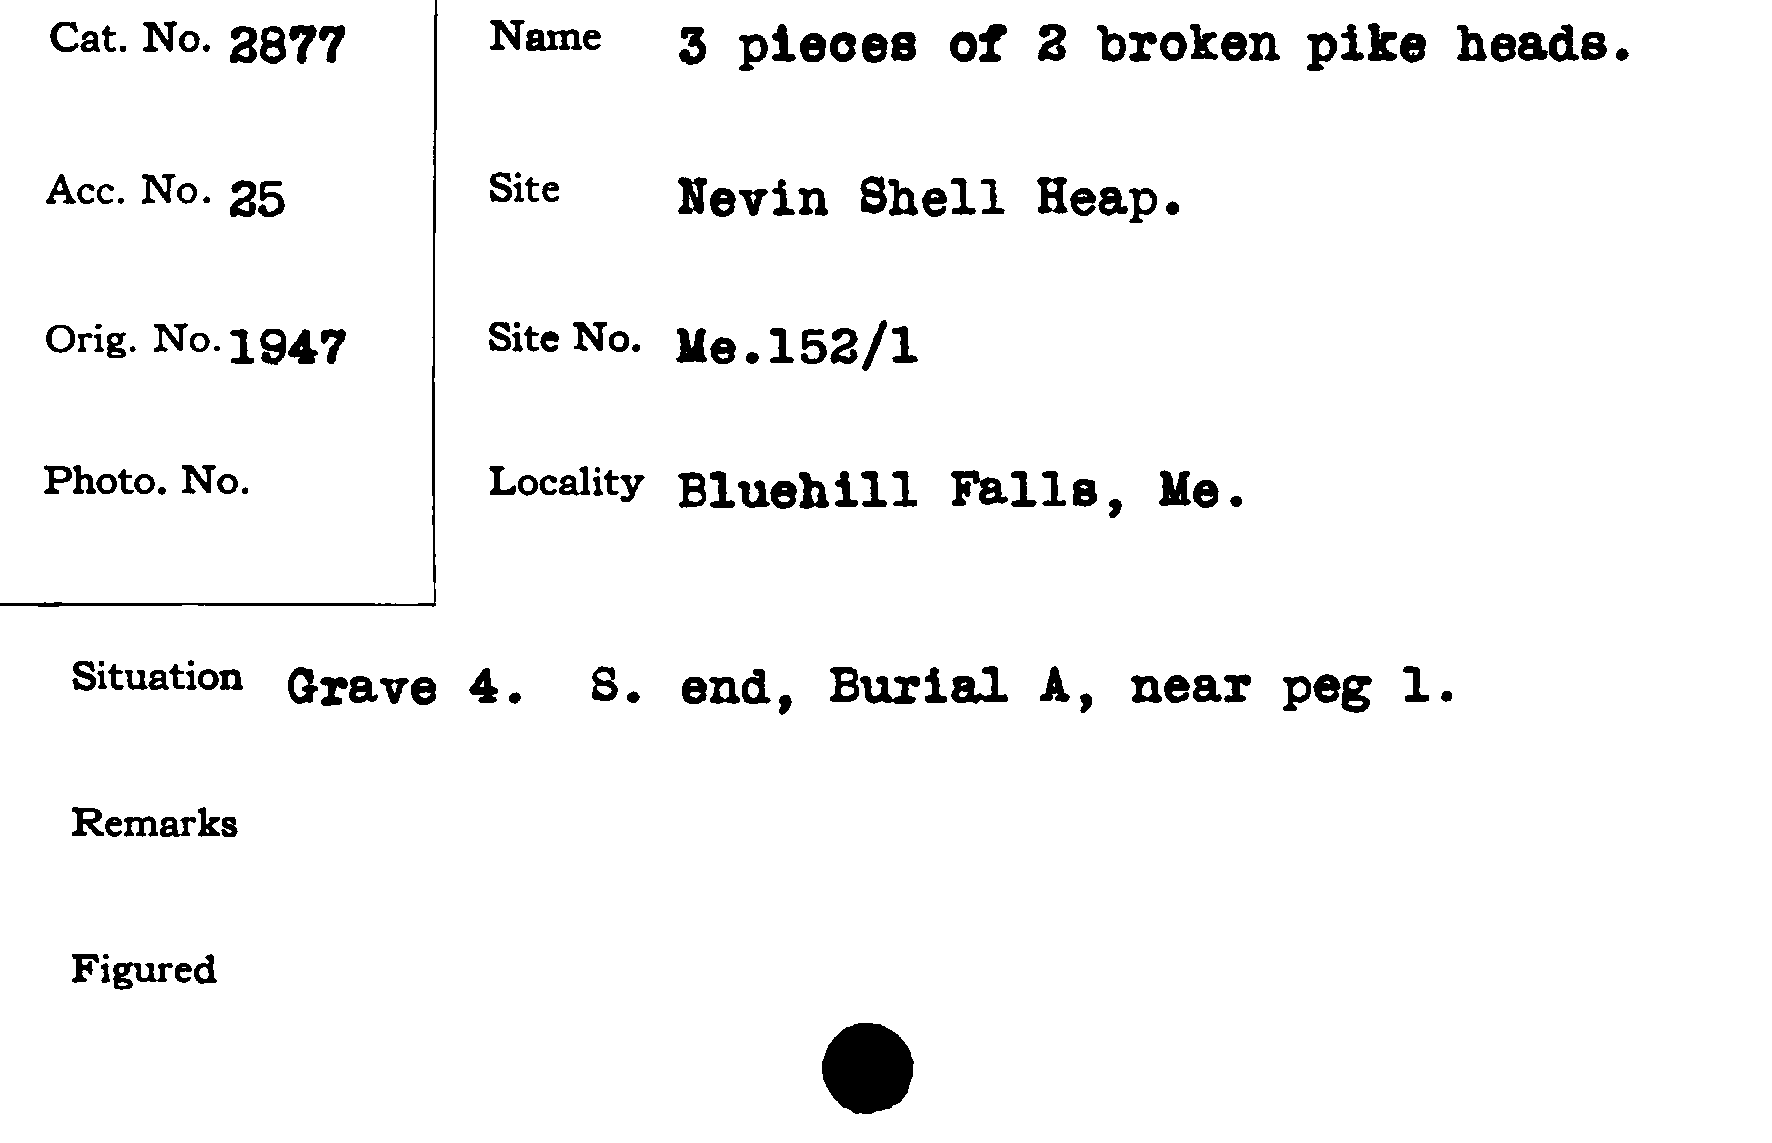 Cat. No. 2877
Name 3 pieces of 2 broken pike heads.
Acc. No. 25
Site Nevin Shell Heap.
Orig. No. 1947
Site No. Me.152/1
Photo. No.
Locality Bluehill Falls, Me.
Situation Grave 4. S. end, Burial A, near peg 1.
Remarks
Figured